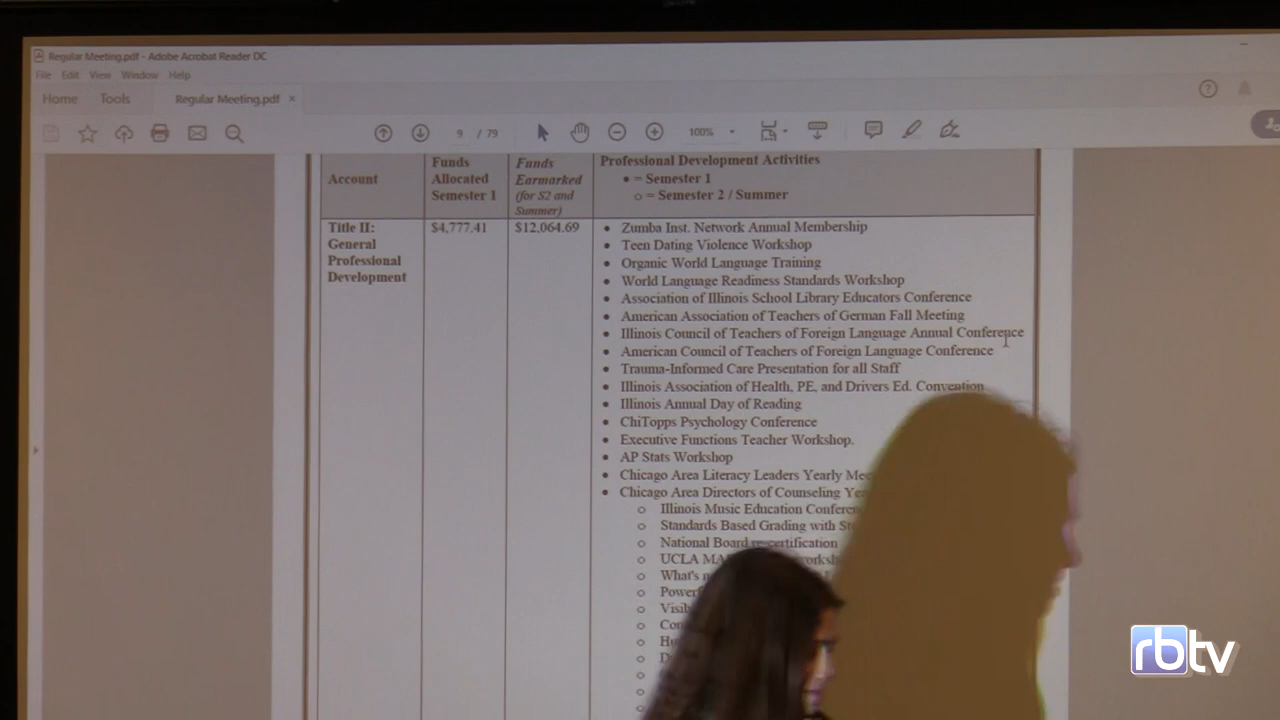 Regular Meeting.pdf - Adobe Acrobat Reader DC
File Edit View Window Help
Home Tools Regular Meeting.pdf ×
9 / 79 100%
Account
Funds
Allocated
Semester 1
Funds
Earmarked
(for S2 and
Summer)
Professional Development Activities
● = Semester 1
○ = Semester 2 / Summer
Title II:
General
Professional
Development
$4,777.41
$12,064.69
● Zumba Inst. Network Annual Membership
● Teen Dating Violence Workshop
● Organic World Language Training
● World Language Readiness Standards Workshop
● Association of Illinois School Library Educators Conference
● American Association of Teachers of German Fall Meeting
● Illinois Council of Teachers of Foreign Language Annual Conference
● American Council of Teachers of Foreign Language Conference
● Trauma-Informed Care Presentation for all Staff
● Illinois Association of Health, PE, and Drivers Ed. Convention
● Illinois Annual Day of Reading
● ChiTopps Psychology Conference
● Executive Functions Teacher Workshop.
● AP Stats Workshop
● Chicago Area Literacy Leaders Yearly
● Chicago Area Directors of Counseling
○ Illinois Music Education
○ Standards Based Grading with
○ National Board re-certification
○ UCLA
○ What's
rbtv